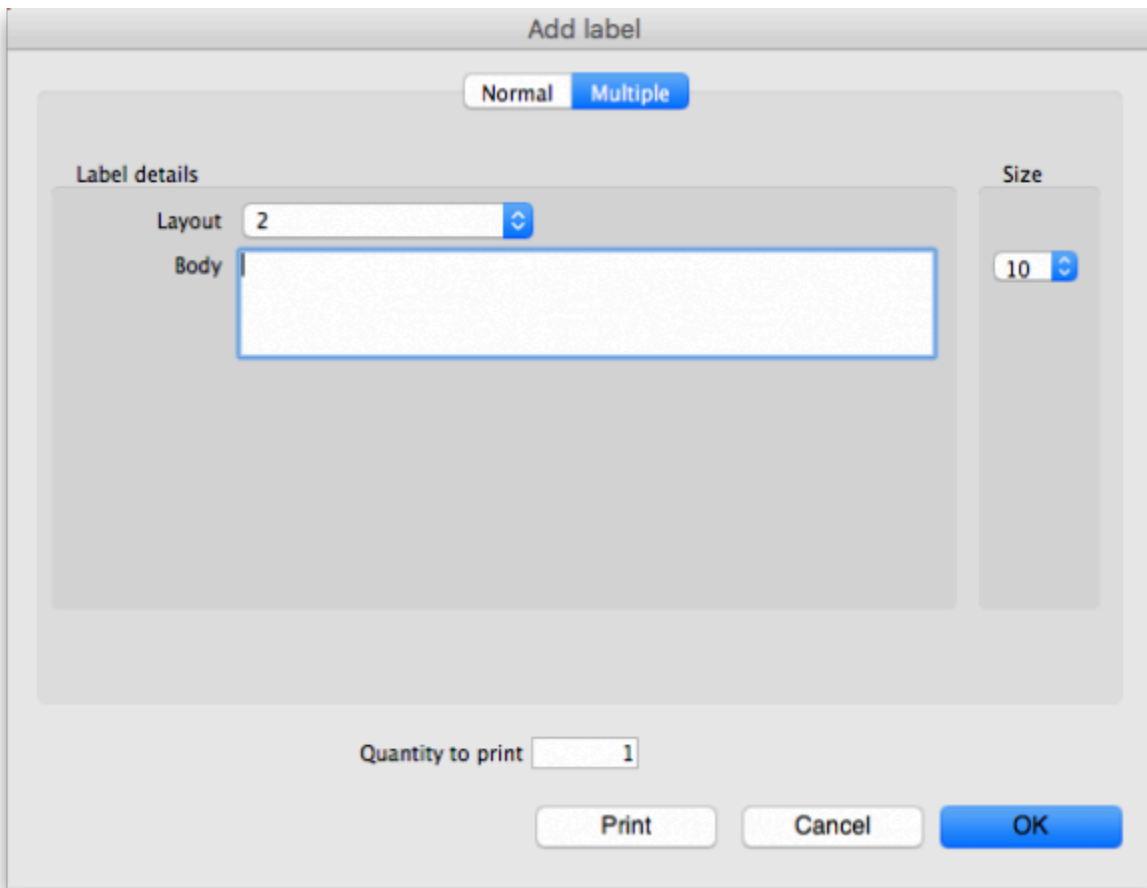 Add label
Normal Multiple
Label details Size
Layout 2
Body 10
Quantity to print 1
Print Cancel OK